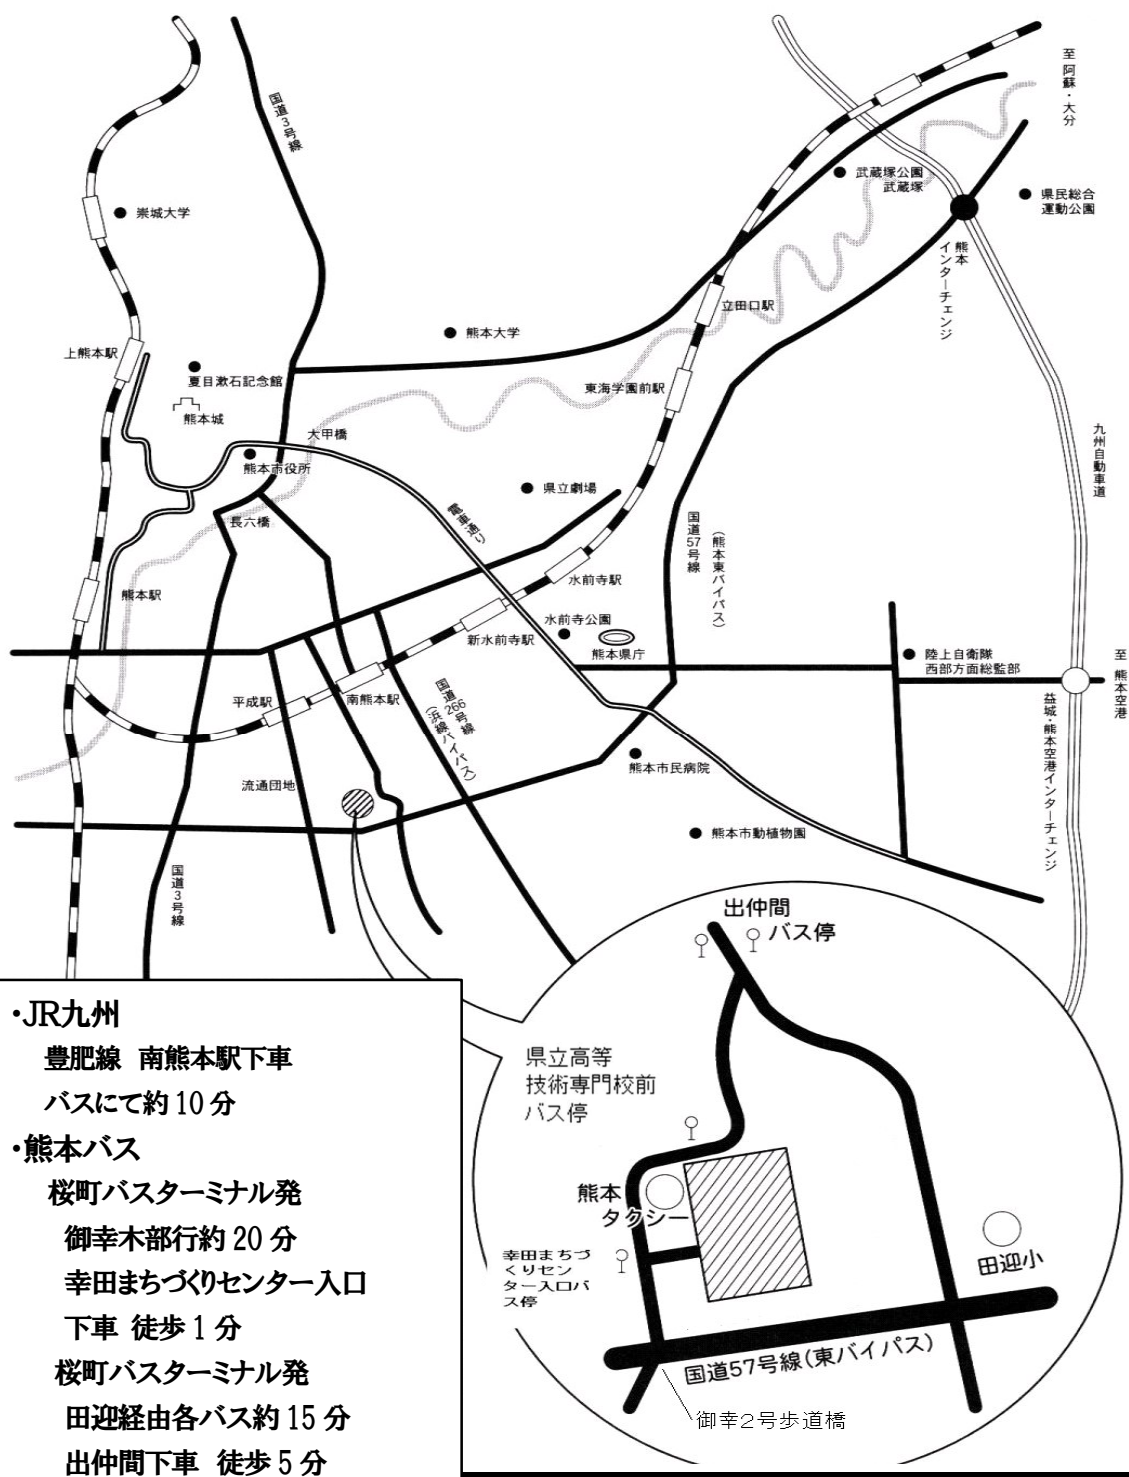 至 阿蘇・大分
国道3号線
武蔵塚公園
武蔵塚
県民総合
運動公園
崇城大学
熊本
インターチェンジ
立田口駅
熊本大学
上熊本駅
夏目漱石記念館
東海学園前駅
熊本城
大甲橋
九州自動車道
熊本市役所
県立劇場
電車通り
長六橋
国道57号線
(熊本東バイパス)
水前寺駅
熊本駅
水前寺公園
新水前寺駅
熊本県庁
陸上自衛隊
西部方面総監部
至 熊本空港
平成駅
南熊本駅
国道266号線
(浜線バイパス)
益城・熊本空港インターチェンジ
熊本市民病院
流通団地
熊本市動植物園
国道3号線
出仲間
バス停
県立高等
技術専門校前
バス停
熊本
タクシー
幸田まちづ
くりセン
ター入口バ
ス停
田迎小
国道57号線(東バイパス)
御幸2号歩道橋
・JR九州
豊肥線 南熊本駅下車
バスにて約10分
・熊本バス
桜町バスターミナル発
御幸木部行約20分
幸田まちづくりセンター入口
下車 徒歩1分
桜町バスターミナル発
田迎経由各バス約15分
出仲間下車 徒歩5分